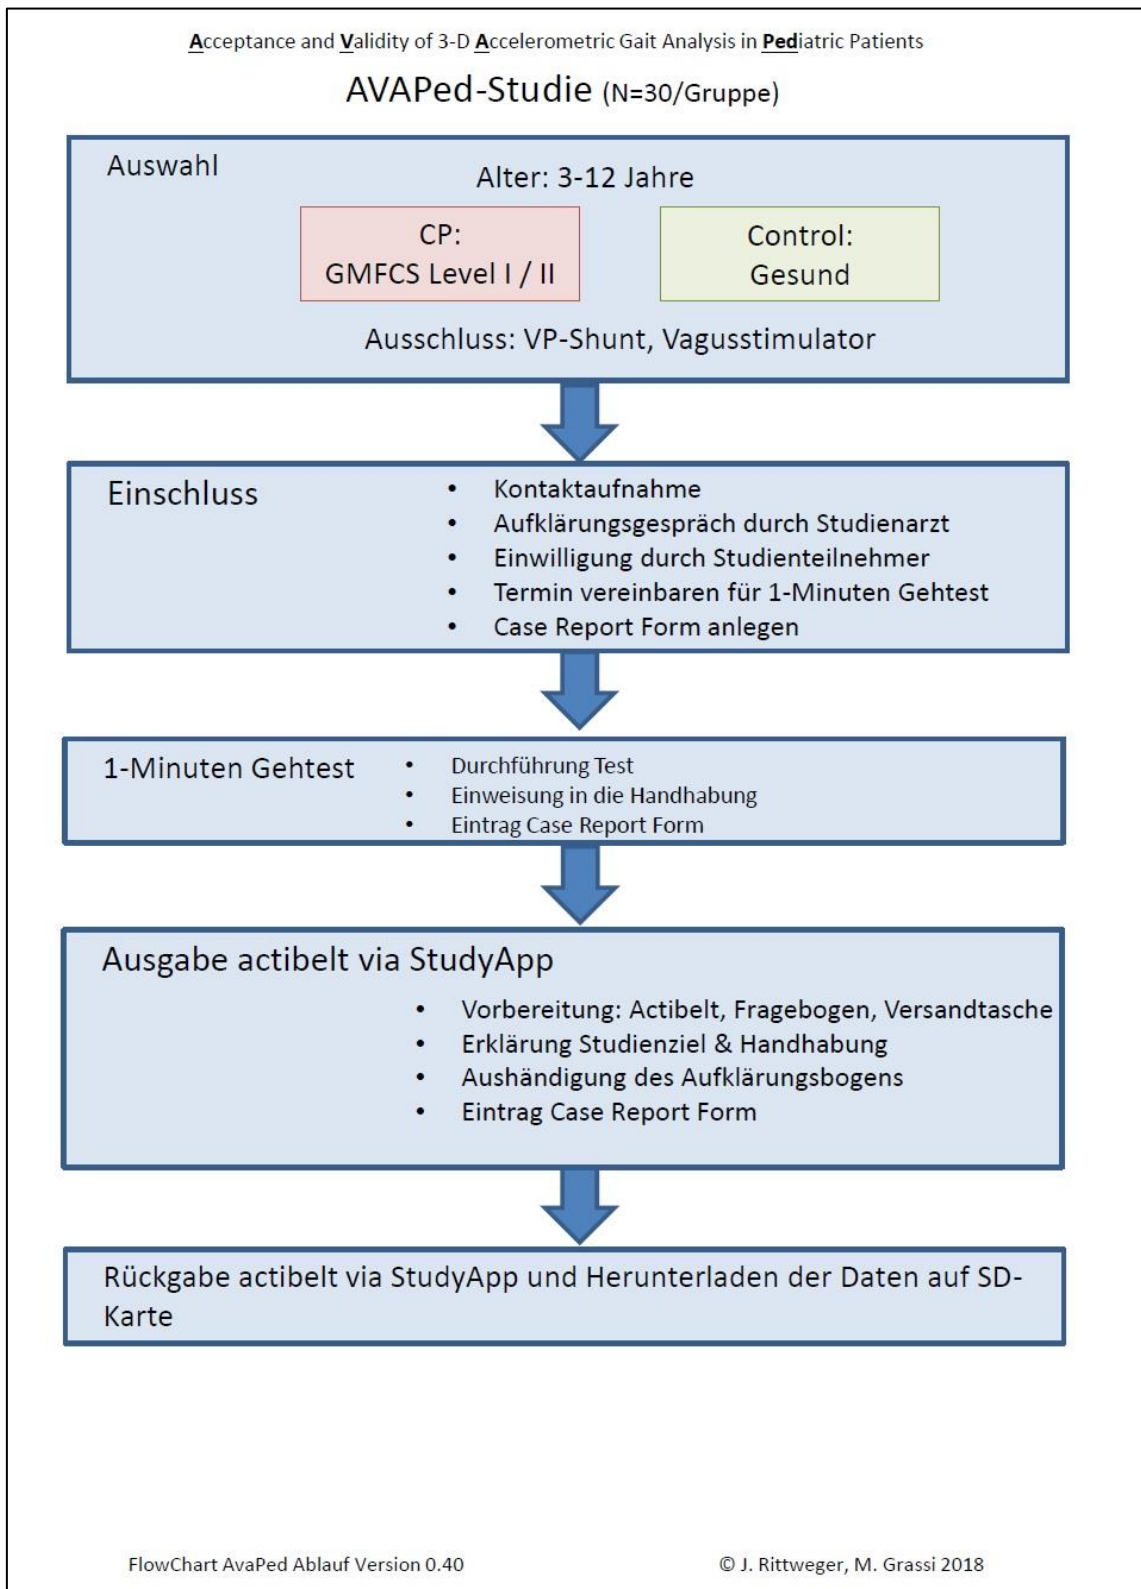 Acceptance and Validity of 3-D Accelerometric Gait Analysis in Pediatric Patients
AVAPed-Studie (N=30/Gruppe)
Auswahl
Alter: 3-12 Jahre
CP:
GMFCS Level I / II
Control:
Gesund
Ausschluss: VP-Shunt, Vagusstimulator
Einschluss
• Kontaktaufnahme
• Aufklärungsgespräch durch Studienarzt
• Einwilligung durch Studienteilnehmer
• Termin vereinbaren für 1-Minuten Gehtest
• Case Report Form anlegen
1-Minuten Gehtest
• Durchführung Test
• Einweisung in die Handhabung
• Eintrag Case Report Form
Ausgabe actibelt via StudyApp
• Vorbereitung: Actibelt, Fragebogen, Versandtasche
• Erklärung Studienziel & Handhabung
• Aushändigung des Aufklärungsbogens
• Eintrag Case Report Form
Rückgabe actibelt via StudyApp und Herunterladen der Daten auf SD-
Karte
FlowChart AvaPed Ablauf Version 0.40
© J. Rittweger, M. Grassi 2018